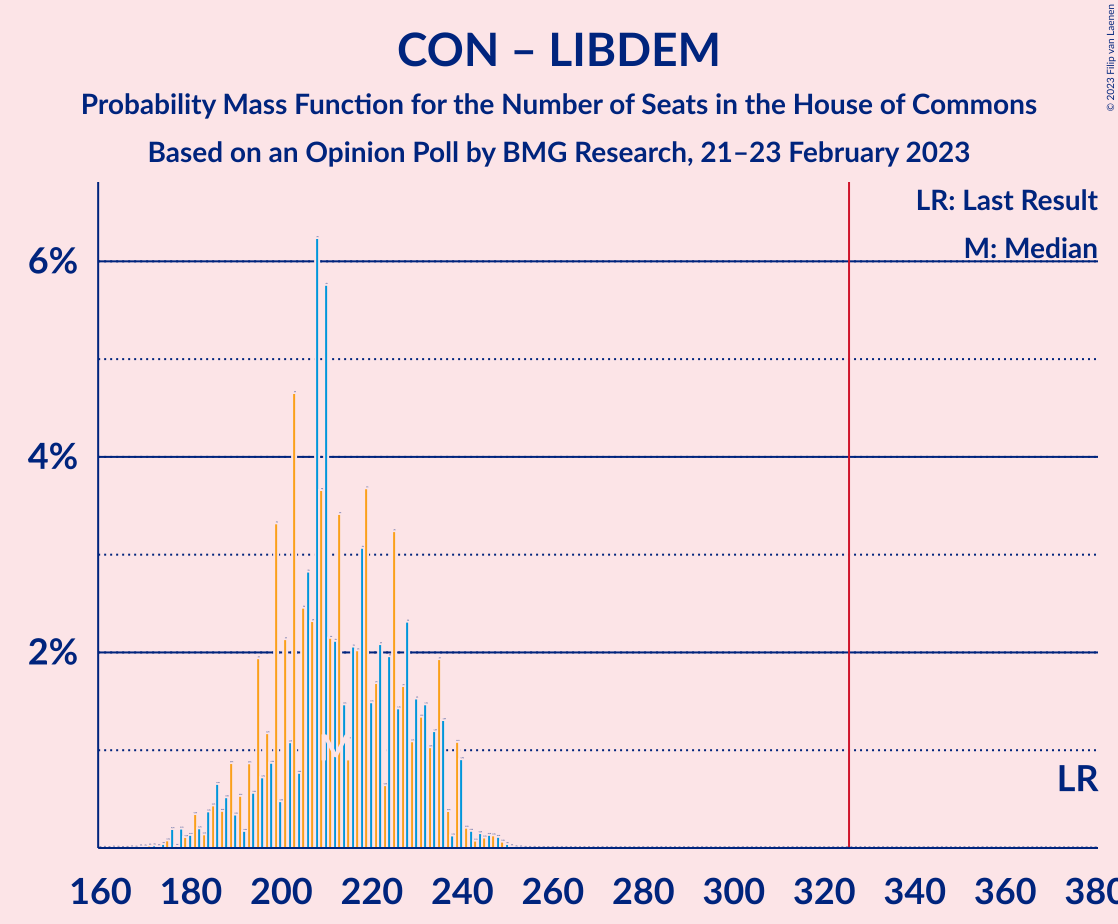 CON – LIBDEM
Probability Mass Function for the Number of Seats in the House of Commons
Based on an Opinion Poll by BMG Research, 21–23 February 2023
© 2023 Filip van Laenen
LR: Last Result
M: Median
6%
4%
2%
M
LR
160 180 200 220 240 260 280 300 320 340 360 380